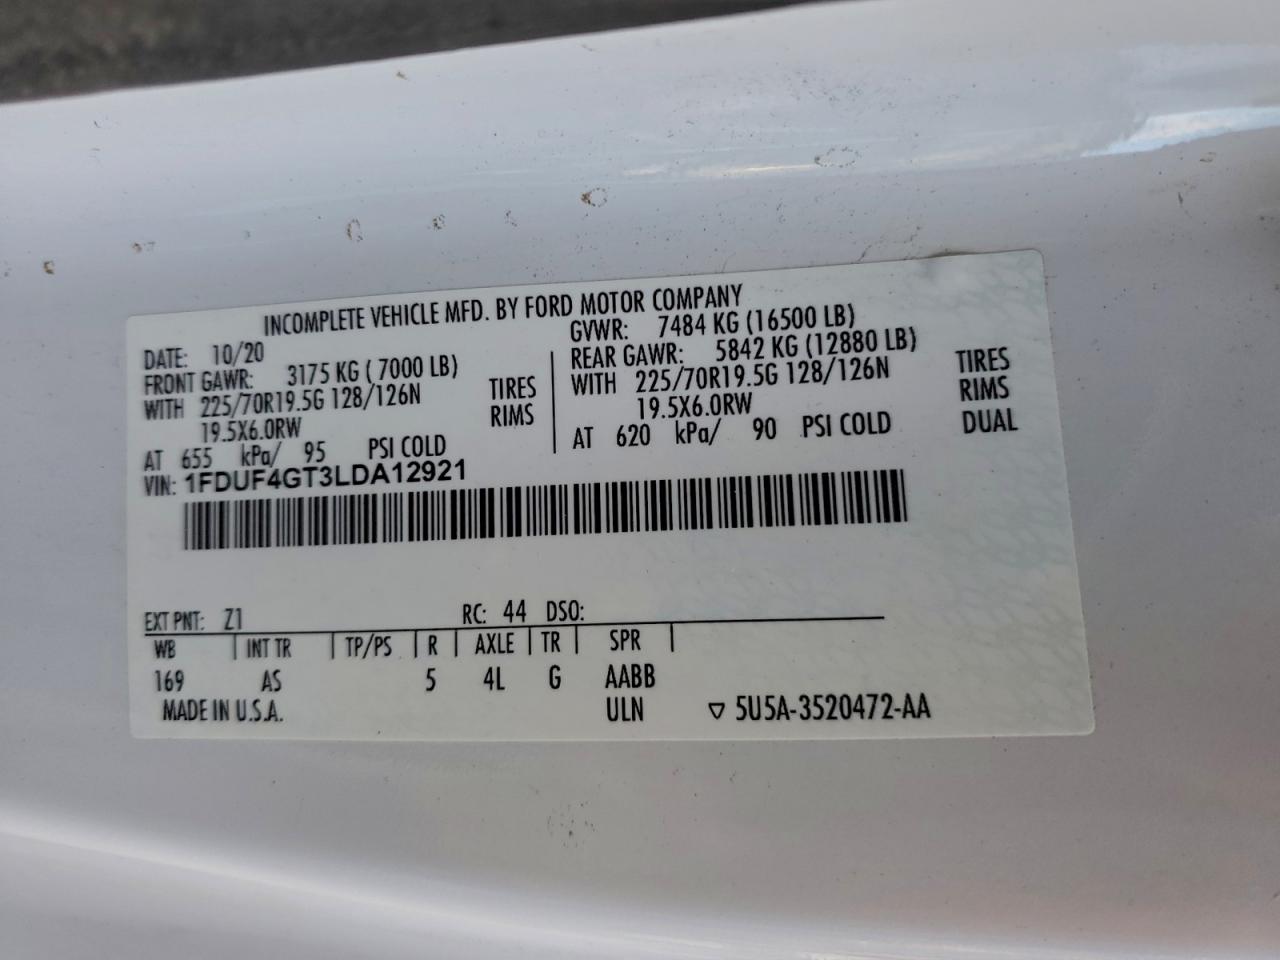 INCOMPLETE VEHICLE MFD. BY FORD MOTOR COMPANY
DATE: 10/20
GVWR: 7484 KG (16500 LB)
FRONT GAWR: 3175 KG ( 7000 LB)
REAR GAWR: 5842 KG (12880 LB)
WITH 225/70R19.5G 128/126N TIRES
WITH 225/70R19.5G 128/126N TIRES
19.5X6.0RW RIMS
19.5X6.0RW RIMS
AT 655 kPa/ 95 PSI COLD
AT 620 kPa/ 90 PSI COLD DUAL
VIN: 1FDUF4GT3LDA12921
EXT PNT: Z1 RC: 44 DSO:
WB INT TR TP/PS R AXLE TR SPR
169 AS 5 4L G AABB
MADE IN U.S.A. ULN ▽ 5U5A-3520472-AA